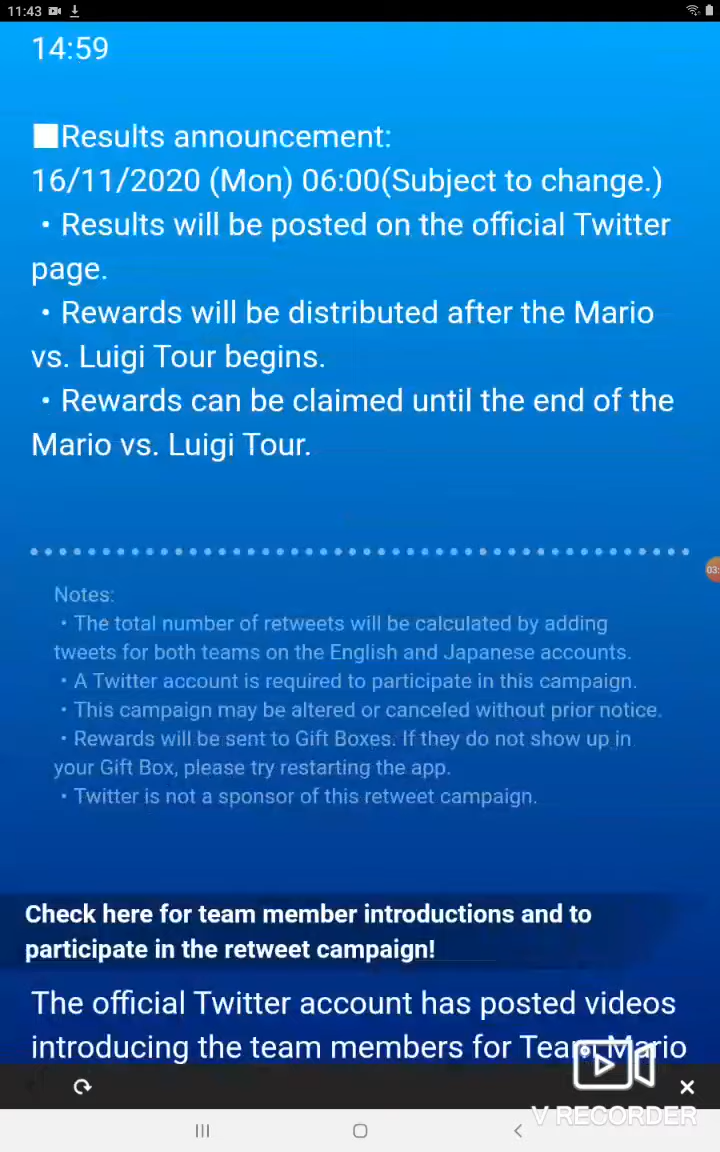 11:43
14:59
■Results announcement:
16/11/2020 (Mon) 06:00(Subject to change.)
・Results will be posted on the official Twitter
page.
・Rewards will be distributed after the Mario
vs. Luigi Tour begins.
・Rewards can be claimed until the end of the
Mario vs. Luigi Tour.
03:
Notes:
・The total number of retweets will be calculated by adding
tweets for both teams on the English and Japanese accounts.
・A Twitter account is required to participate in this campaign.
・This campaign may be altered or canceled without prior notice.
・Rewards will be sent to Gift Boxes. If they do not show up in
your Gift Box, please try restarting the app.
・Twitter is not a sponsor of this retweet campaign.
Check here for team member introductions and to
participate in the retweet campaign!
The official Twitter account has posted videos
introducing the team members for Team Mario
V RECORDER